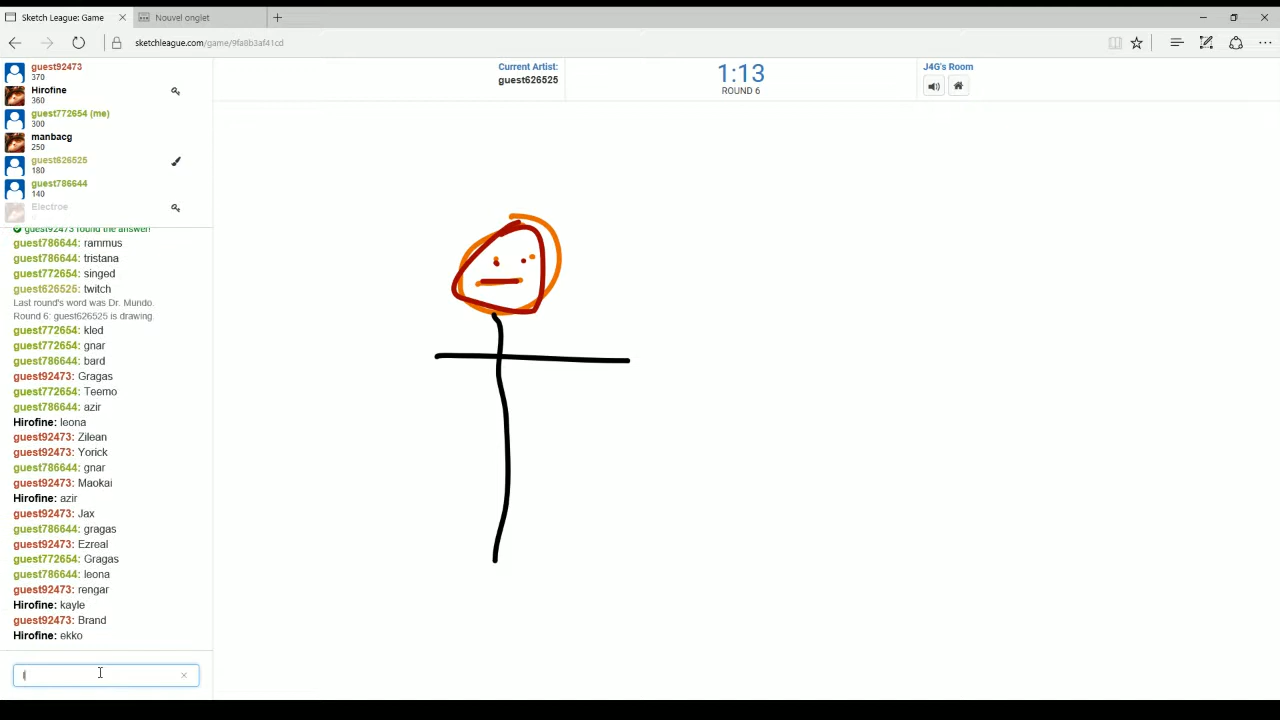 Sketch League: Game
Nouvel onglet
sketchleague.com/game/9fa8b3af41cd
guest92473
370
Hirofine
360
guest772654 (me)
300
manbacg
250
guest626525
180
guest786644
140
Electroe
Current Artist:
guest626525
1:13
ROUND 6
J4G's Room
guest92473 found the answer!
guest786644: rammus
guest786644: tristana
guest772654: singed
guest626525: twitch
Last round's word was Dr. Mundo.
Round 6: guest626525 is drawing
guest772654: kled
guest772654: gnar
guest786644: bard
guest92473: Gragas
guest772654: Teemo
guest786644: azir
Hirofine: leona
guest92473: Zilean
guest92473: Yorick
guest786644: gnar
guest92473: Maokai
Hirofine: azir
guest92473: Jax
guest786644: gragas
guest92473: Ezreal
guest772654: Gragas
guest786644: leona
guest92473: rengar
Hirofine: kayle
guest92473: Brand
Hirofine: ekko